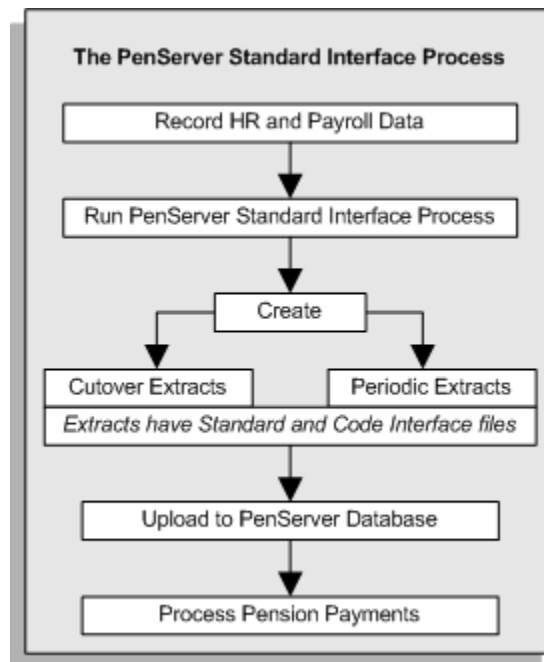 The PenServer Standard Interface Process
Record HR and Payroll Data
Run PenServer Standard Interface Process
Create
Cutover Extracts
Periodic Extracts
Extracts have Standard and Code Interface files
Upload to PenServer Database
Process Pension Payments